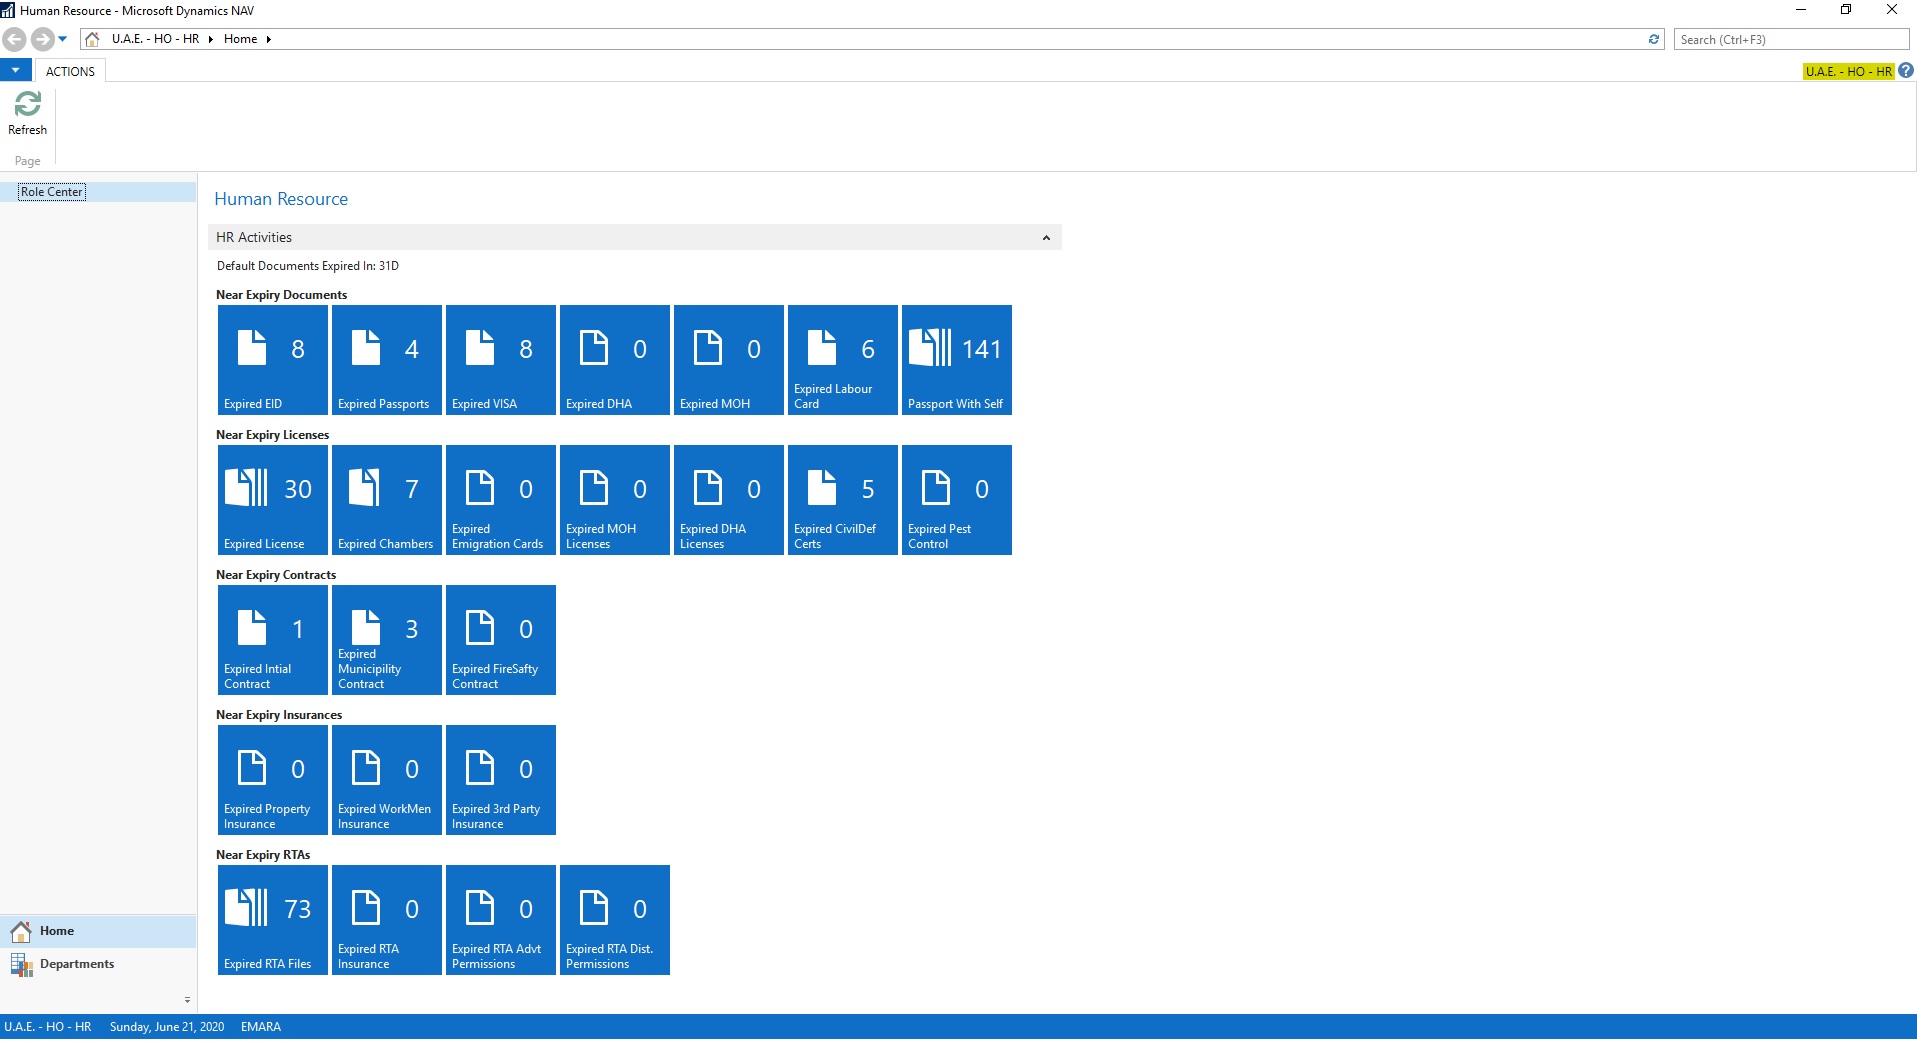 Human Resource - Microsoft Dynamics NAV
U.A.E. - HO - HR
Home
Search (Ctrl+F3)
ACTIONS
U.A.E. - HO - HR
?
Refresh
Page
Role Center
Human Resource
HR Activities
Default Documents Expired In: 31D
Near Expiry Documents
8
Expired EID
4
Expired Passports
8
Expired VISA
0
Expired DHA
0
Expired MOH
6
Expired Labour
Card
141
Passport With Self
Near Expiry Licenses
30
Expired License
7
Expired Chambers
0
Expired
Emigration Cards
0
Expired MOH
Licenses
0
Expired DHA
Licenses
5
Expired CivilDef
Certs
0
Expired Pest
Control
Near Expiry Contracts
1
Expired Intial
Contract
3
Expired
Municipility
Contract
0
Expired FireSafty
Contract
Near Expiry Insurances
0
Expired Property
Insurance
0
Expired WorkMen
Insurance
0
Expired 3rd Party
Insurance
Near Expiry RTAs
73
Expired RTA Files
0
Expired RTA
Insurance
0
Expired RTA Advt
Permissions
0
Expired RTA Dist.
Permissions
Home
Departments
U.A.E. - HO - HR
Sunday, June 21, 2020
EMARA